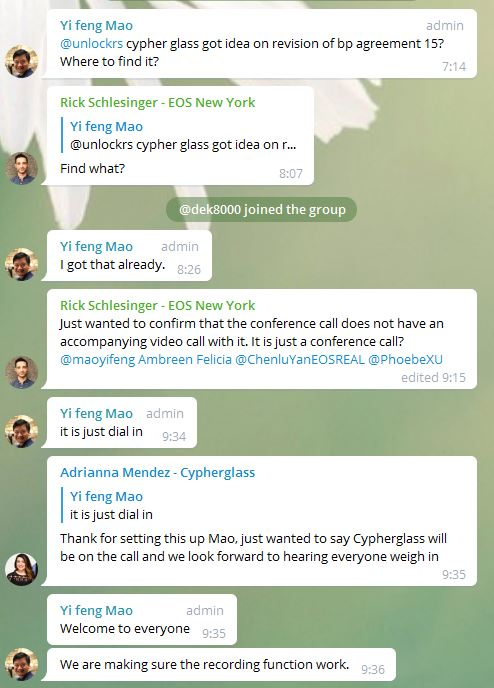 Yi feng Mao admin
@unlockrs cypher glass got idea on revision of bp agreement 15?
Where to find it?
7:14
Rick Schlesinger - EOS New York
Yi feng Mao
@unlockrs cypher glass got idea on r...
Find what?
8:07
@dek8000 joined the group
Yi feng Mao admin
I got that already. 8:26
Rick Schlesinger - EOS New York
Just wanted to confirm that the conference call does not have an
accompanying video call with it. It is just a conference call?
@maoyifeng Ambreen Felicia @ChenluYanEOSREAL @PhoebeXU
edited 9:15
Yi feng Mao admin
it is just dial in 9:34
Adrianna Mendez - Cypherglass
Yi feng Mao
it is just dial in
Thank for setting this up Mao, just wanted to say Cypherglass will
be on the call and we look forward to hearing everyone weigh in
9:35
Yi feng Mao admin
Welcome to everyone 9:35
We are making sure the recording function work. 9:36